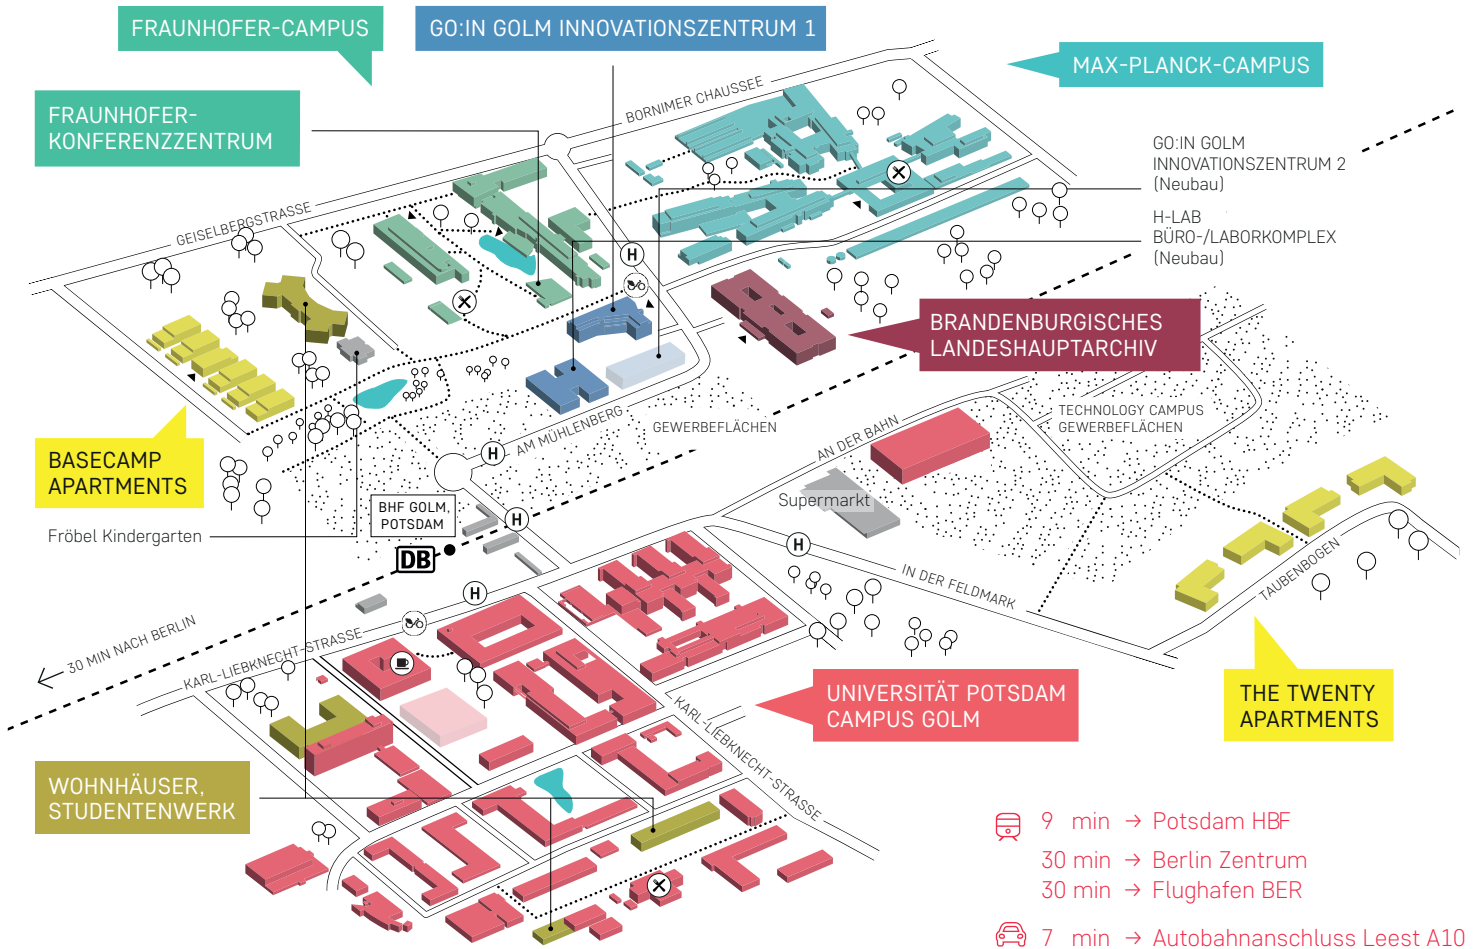 FRAUNHOFER-CAMPUS
GO:IN GOLM INNOVATIONSZENTRUM 1
MAX-PLANCK-CAMPUS
FRAUNHOFER-
KONFERENZZENTRUM
BORNIMER CHAUSSEE
GO:IN GOLM
INNOVATIONSZENTRUM 2
(Neubau)
H-LAB
BÜRO-/LABORKOMPLEX
(Neubau)
GEISELBERGSTRASSE
H
BRANDENBURGISCHES
LANDESHAUPTARCHIV
TECHNOLOGY CAMPUS
GEWERBEFLÄCHEN
AM MÜHLENBERG
GEWERBEFLÄCHEN
AN DER BAHN
H
BASECAMP
APARTMENTS
Supermarkt
BHF GOLM,
POTSDAM
H
Fröbel Kindergarten
DB
H
IN DER FELDMARK
TAUBENBOGEN
H
30 MIN NACH BERLIN
KARL-LIEBKNECHT-STRASSE
UNIVERSITÄT POTSDAM
CAMPUS GOLM
THE TWENTY
APARTMENTS
KARL-LIEBKNECHT-STRASSE
WOHNHÄUSER,
STUDENTENWERK
9 min → Potsdam HBF
30 min → Berlin Zentrum
30 min → Flughafen BER
7 min → Autobahnanschluss Leest A10